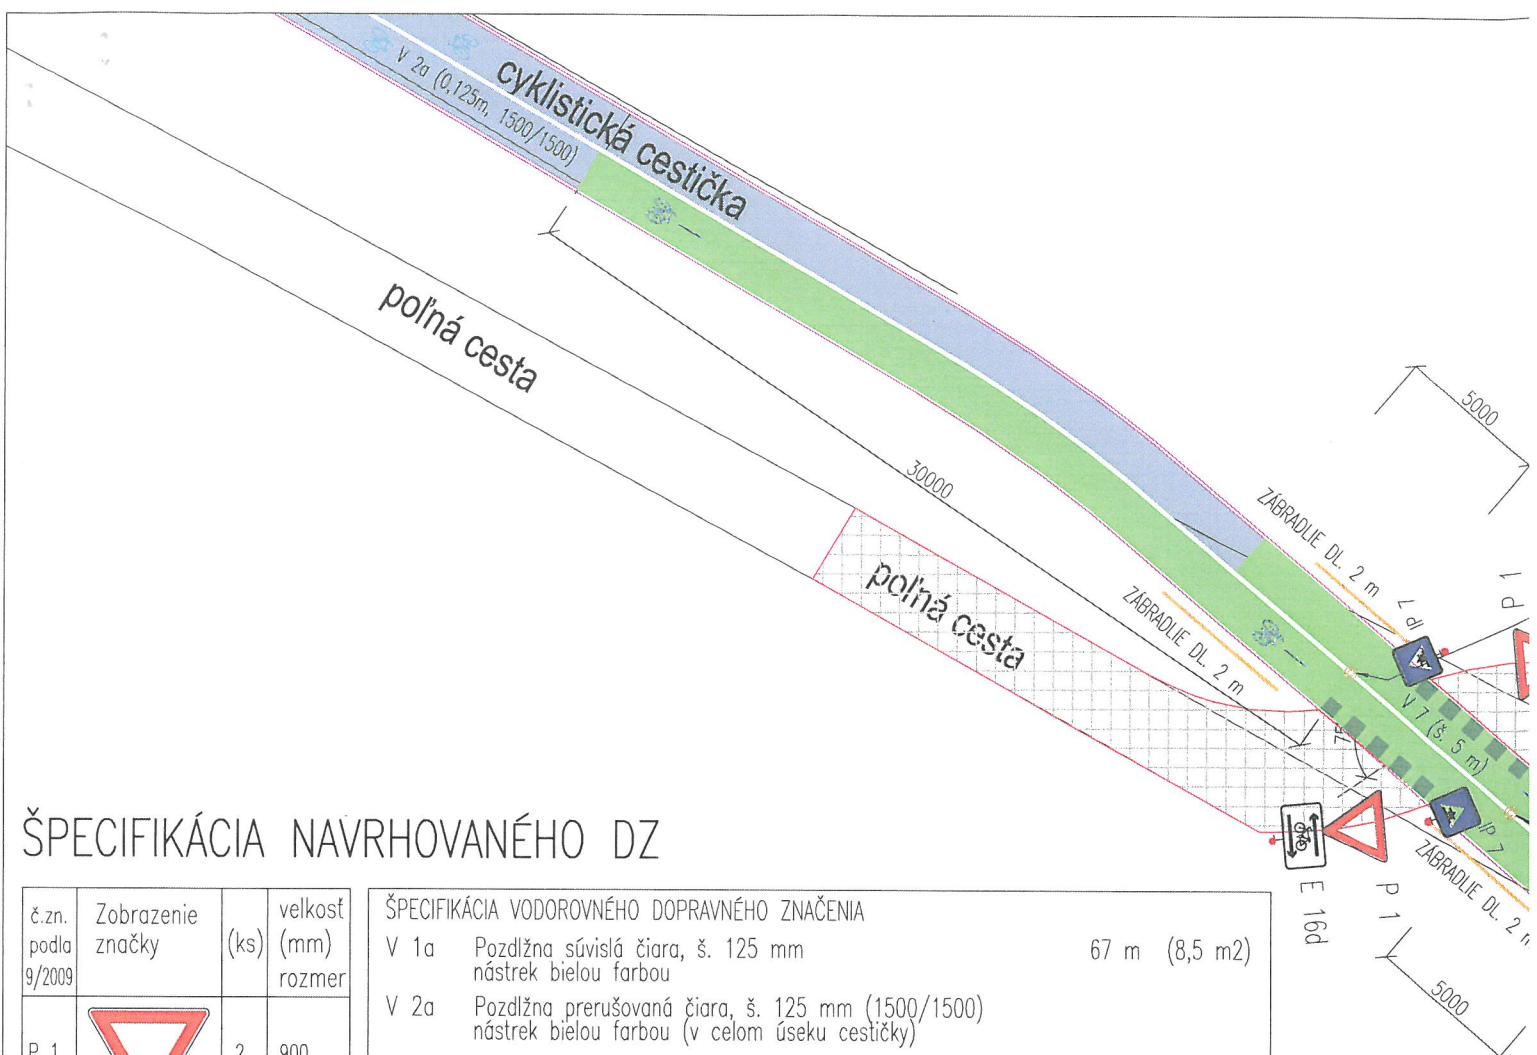 cyklistická cestička
V 2a (0,125m, 1500/1500)
poľná cesta
30000
5000
ZÁBRADLIE DL. 2 m
IP 7
P 1
poľná cesta
ZÁBRADLIE DL. 2 m
V 7 (š. 5 m)
IP 7
ZÁBRADLIE DL. 2 m
P 1
E 16d
5000
ŠPECIFIKÁCIA NAVRHOVANÉHO DZ
č.zn. podla 9/2009
Zobrazenie značky
(ks)
velkosť (mm) rozmer
P 1
2
900
ŠPECIFIKÁCIA VODOROVNÉHO DOPRAVNÉHO ZNAČENIA
V 1a Pozdĺžna súvislá čiara, š. 125 mm 67 m (8,5 m2)
nástrek bielou farbou
V 2a Pozdĺžna prerušovaná čiara, š. 125 mm (1500/1500)
nástrek bielou farbou (v celom úseku cestičky)